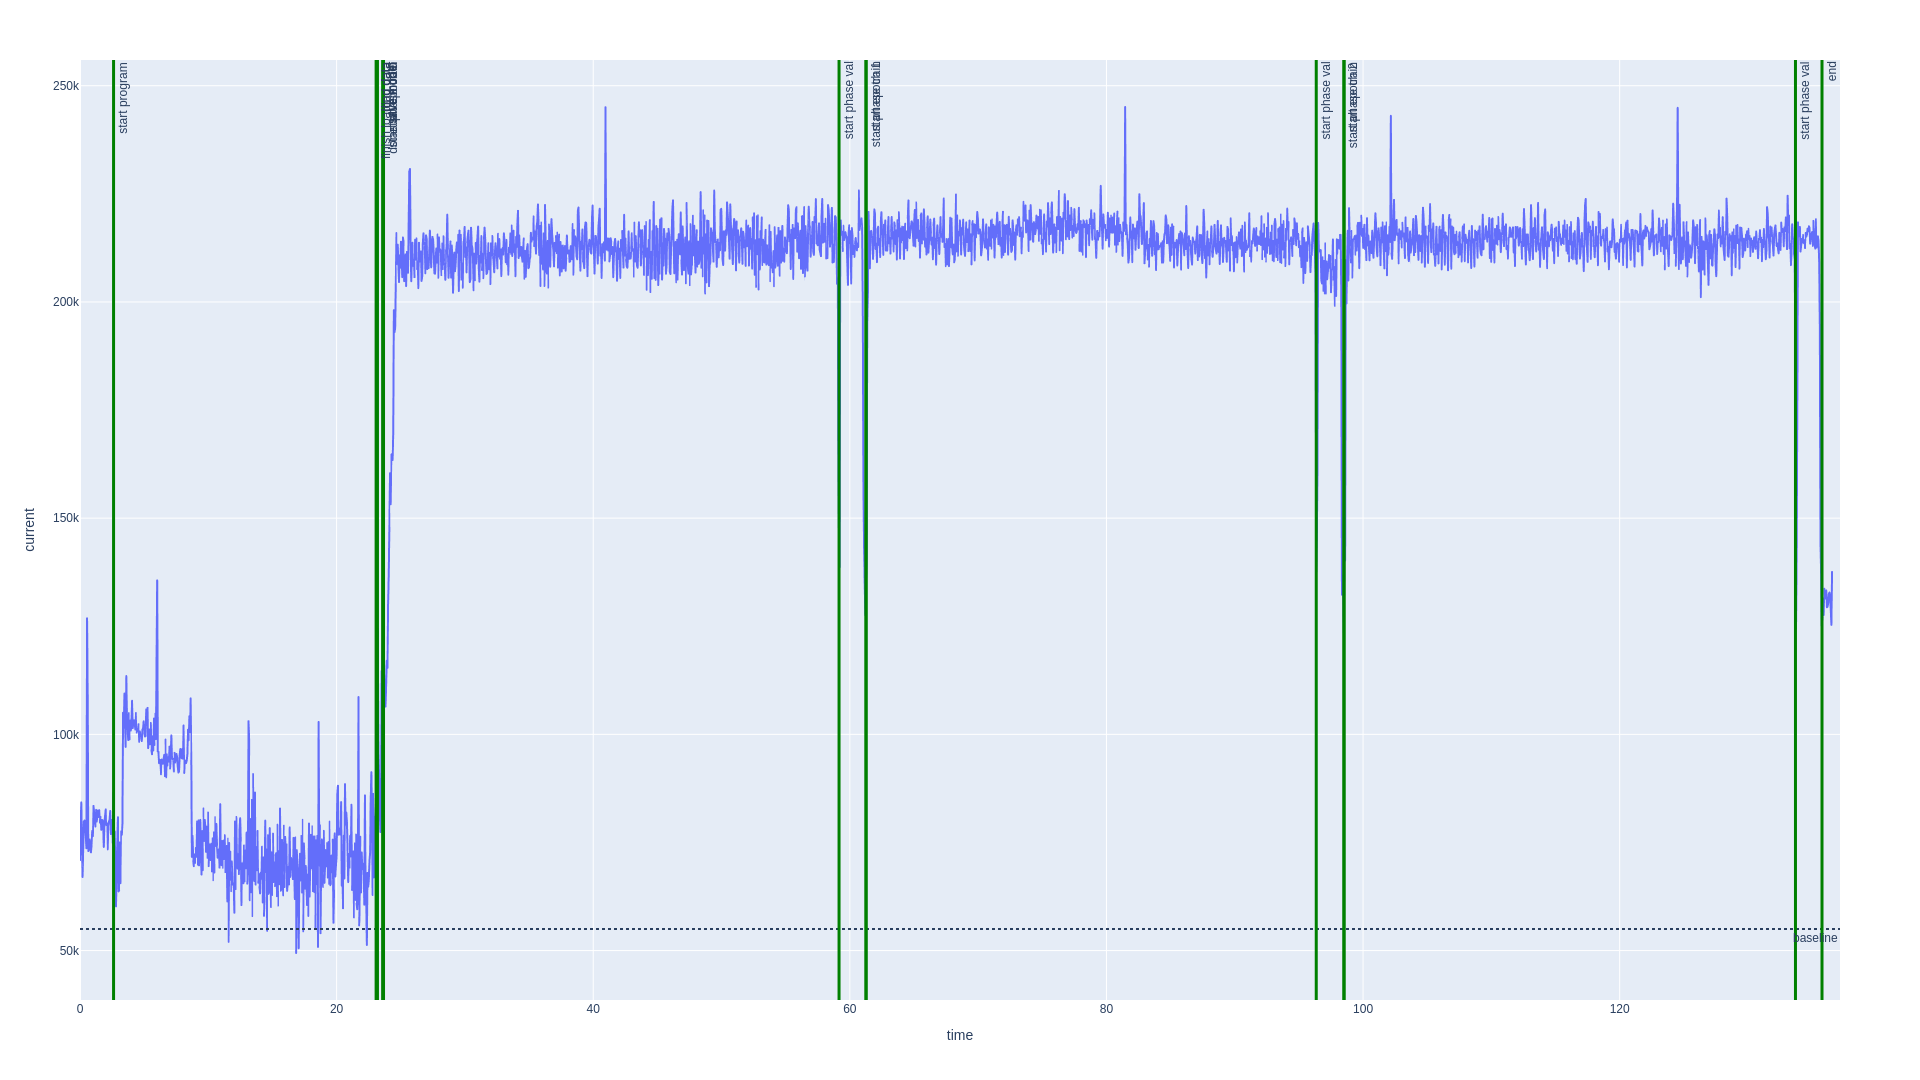 250k
200k
150k
100k
50k
0
20
40
60
80
100
120
time
current
start program
start phase val
start phase val
start phase val
end
baseline